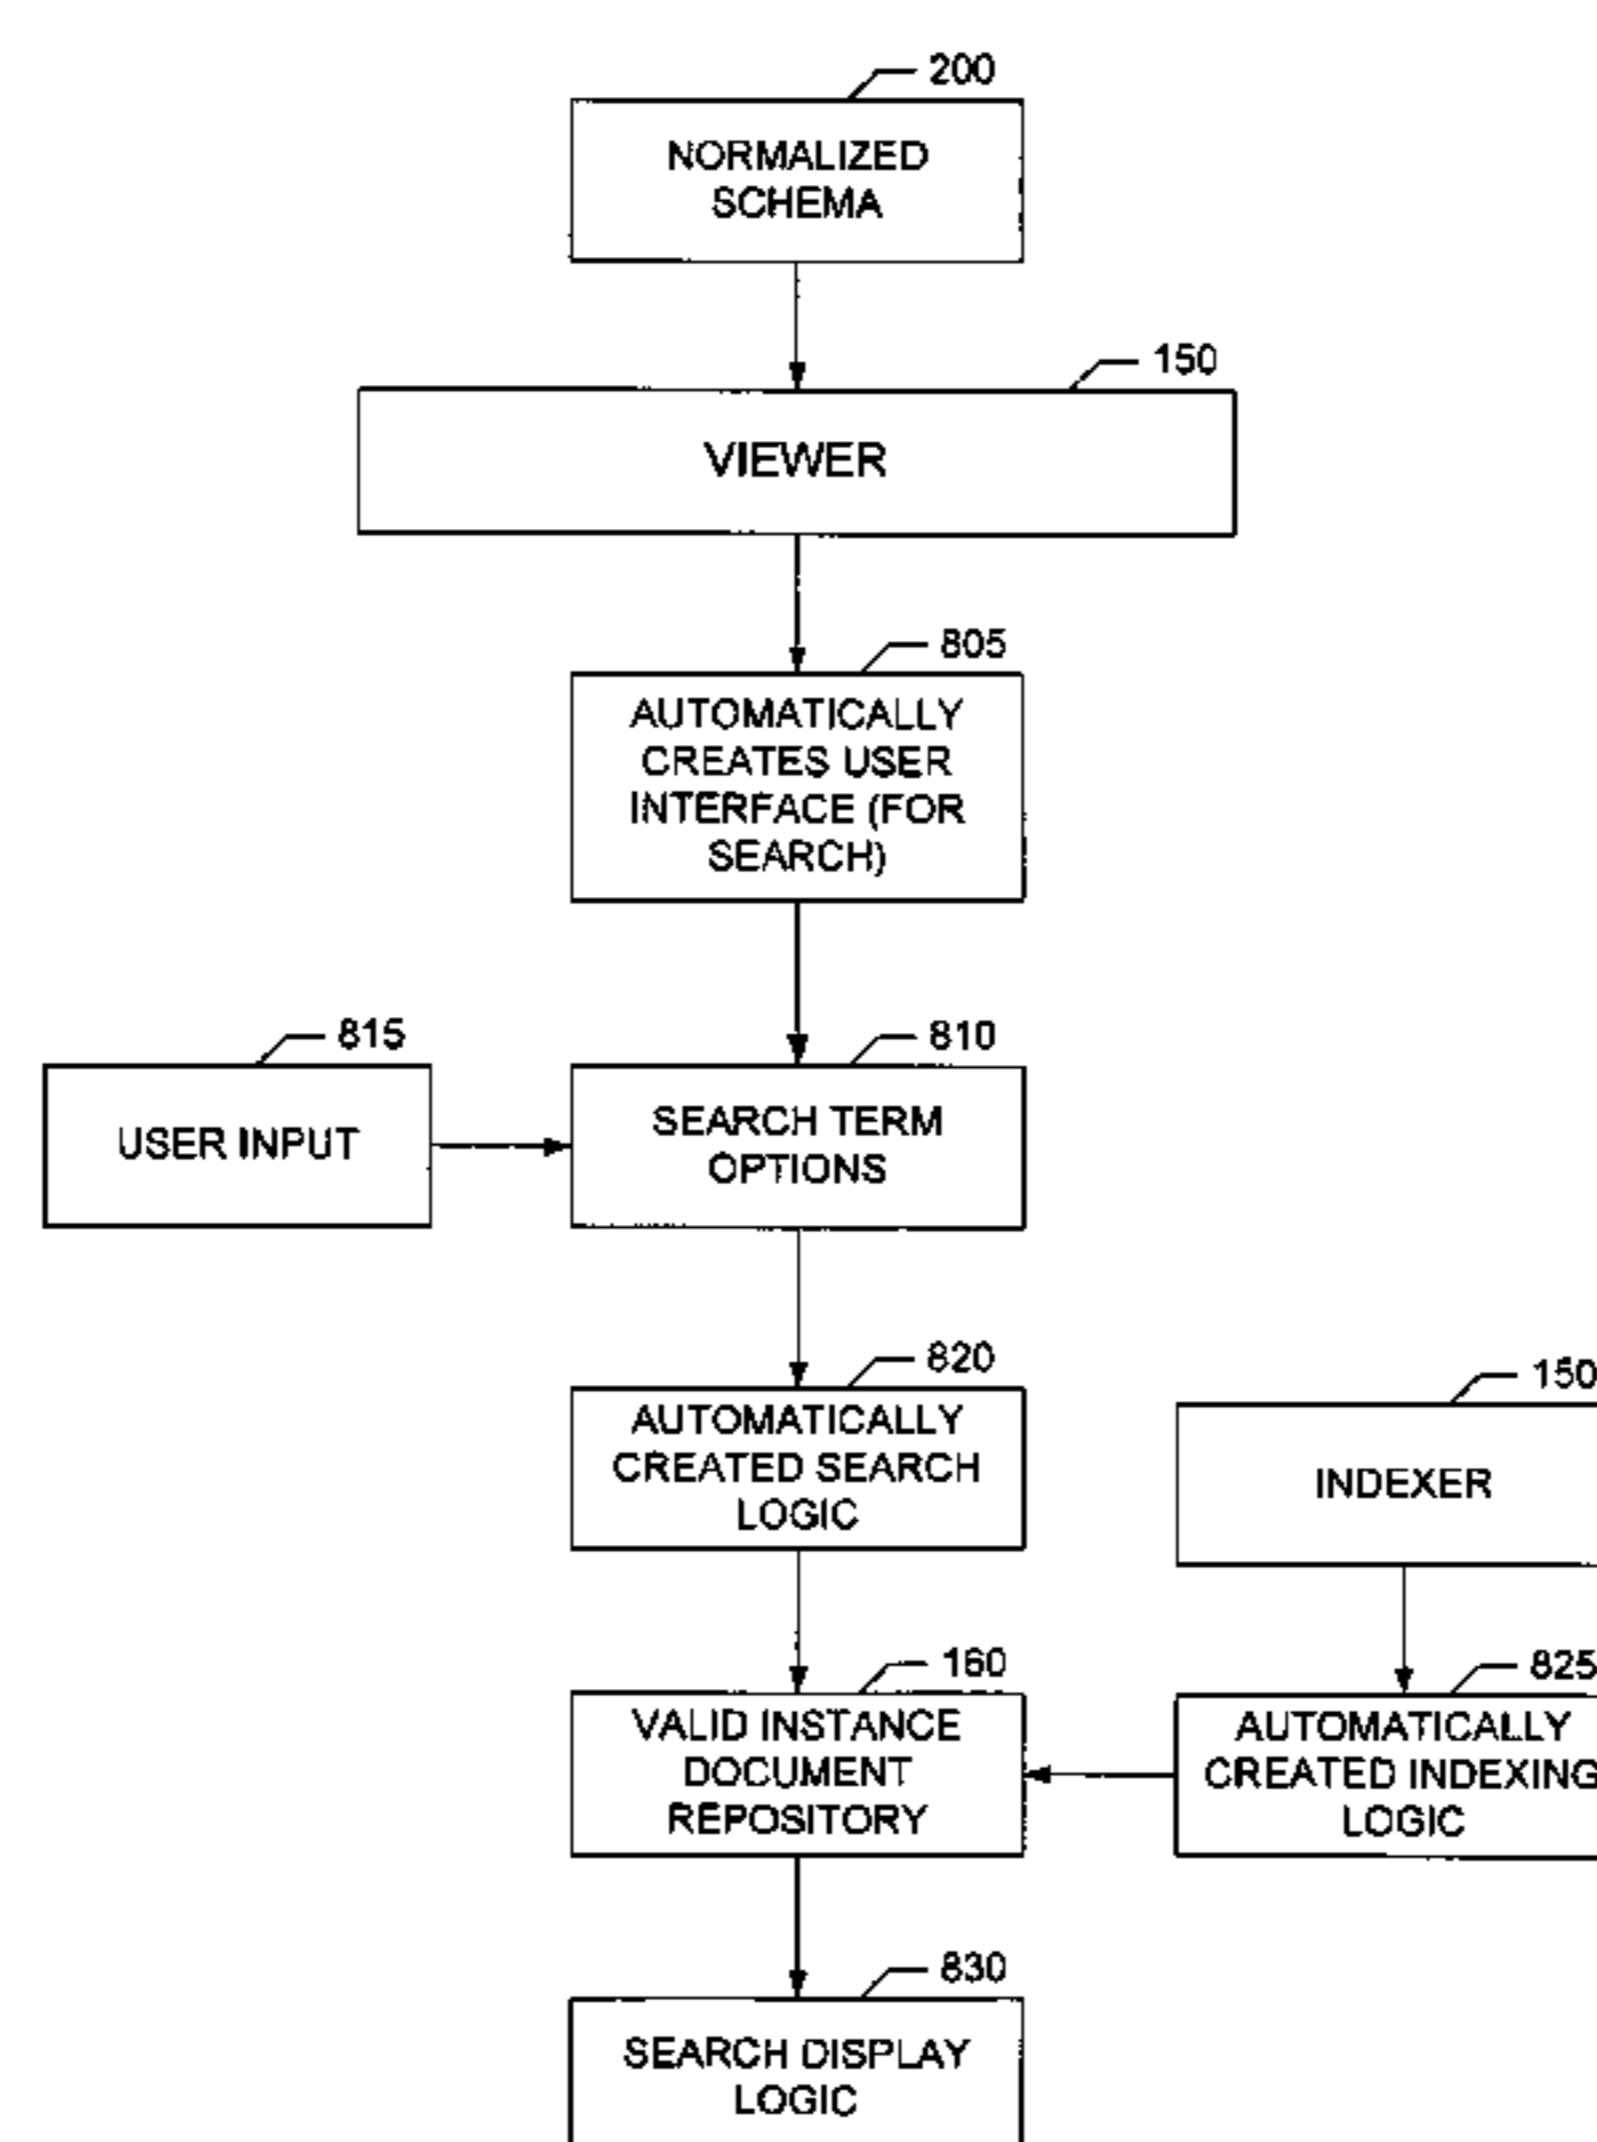 200
NORMALIZED
SCHEMA
150
VIEWER
805
AUTOMATICALLY
CREATES USER
INTERFACE (FOR
SEARCH)
815
USER INPUT
810
SEARCH TERM
OPTIONS
820
AUTOMATICALLY
CREATED SEARCH
LOGIC
150
INDEXER
160
VALID INSTANCE
DOCUMENT
REPOSITORY
825
AUTOMATICALLY
CREATED INDEXING
LOGIC
830
SEARCH DISPLAY
LOGIC